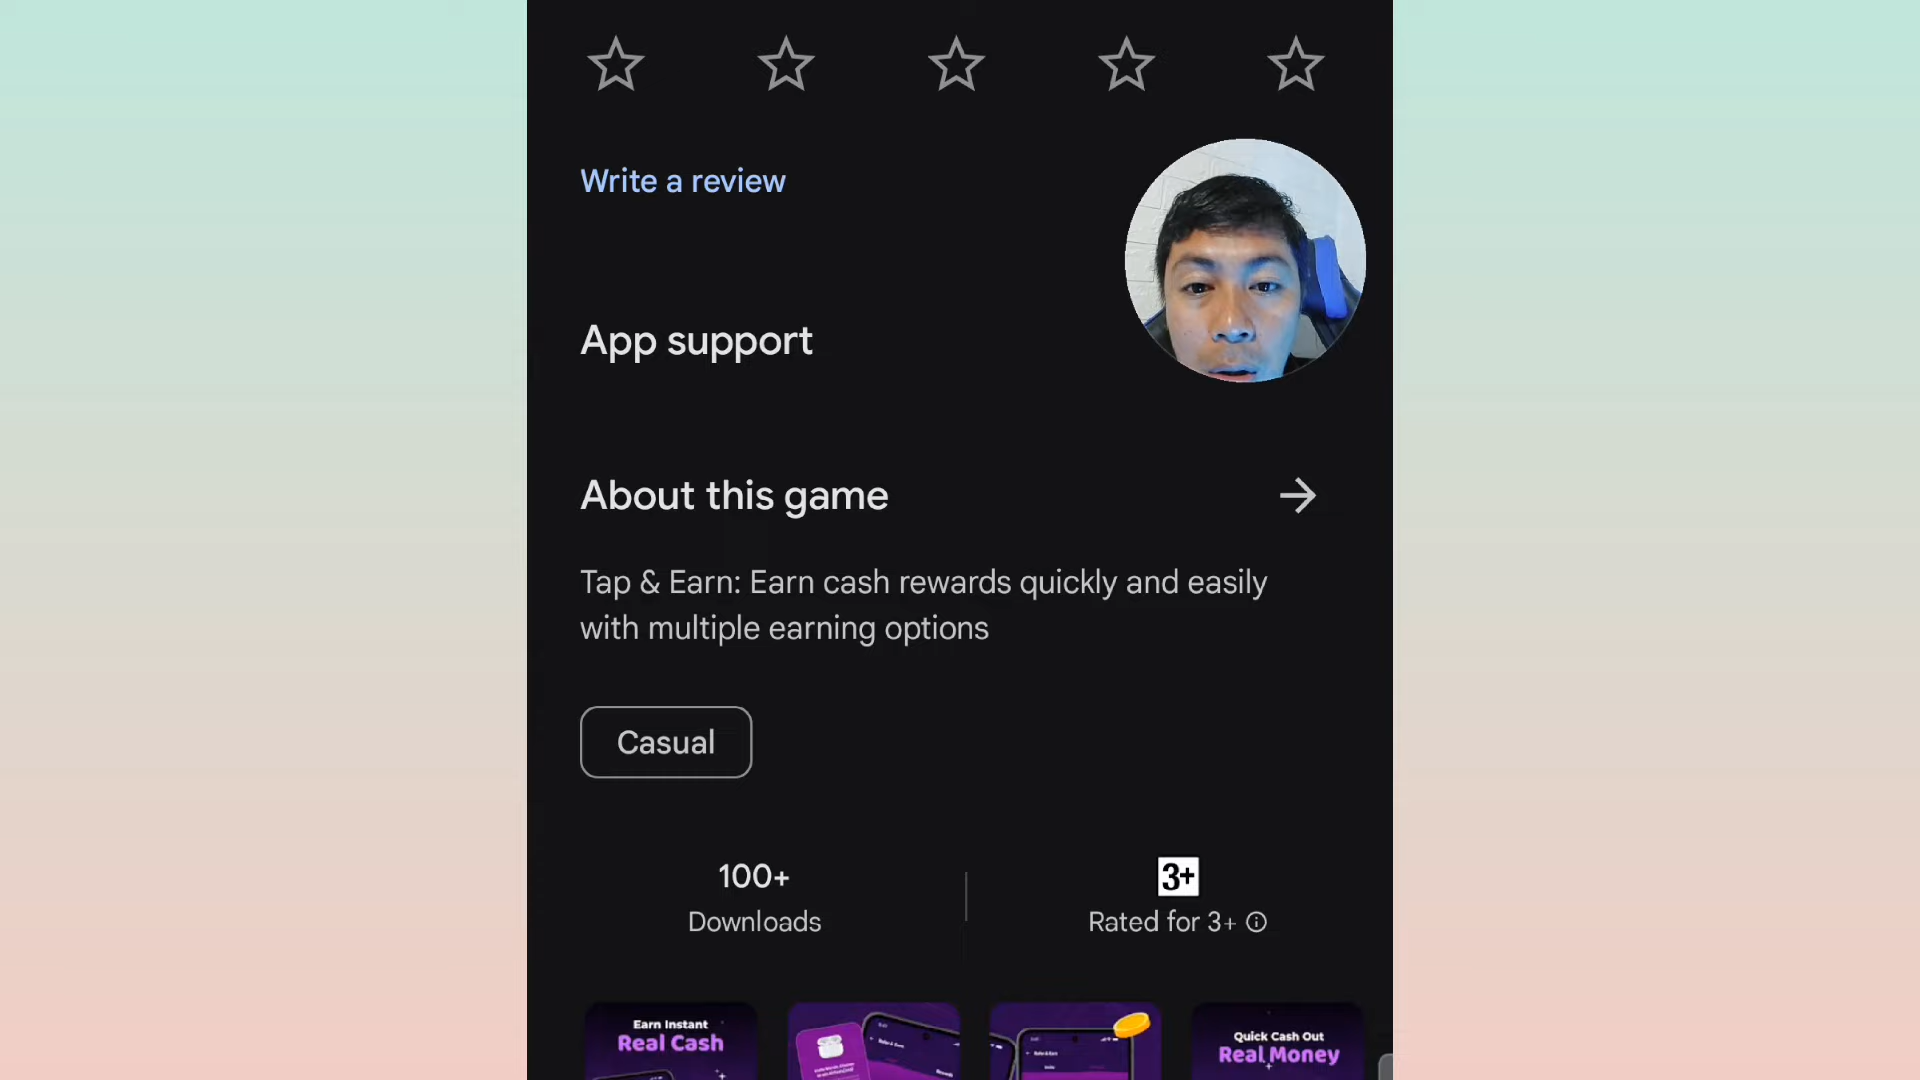 Write a review
App support
About this game
Tap & Earn: Earn cash rewards quickly and easily
with multiple earning options
Casual
100+
Downloads
3+
Rated for 3+
Earn Instant
Real Cash
Quick Cash Out
Real Money